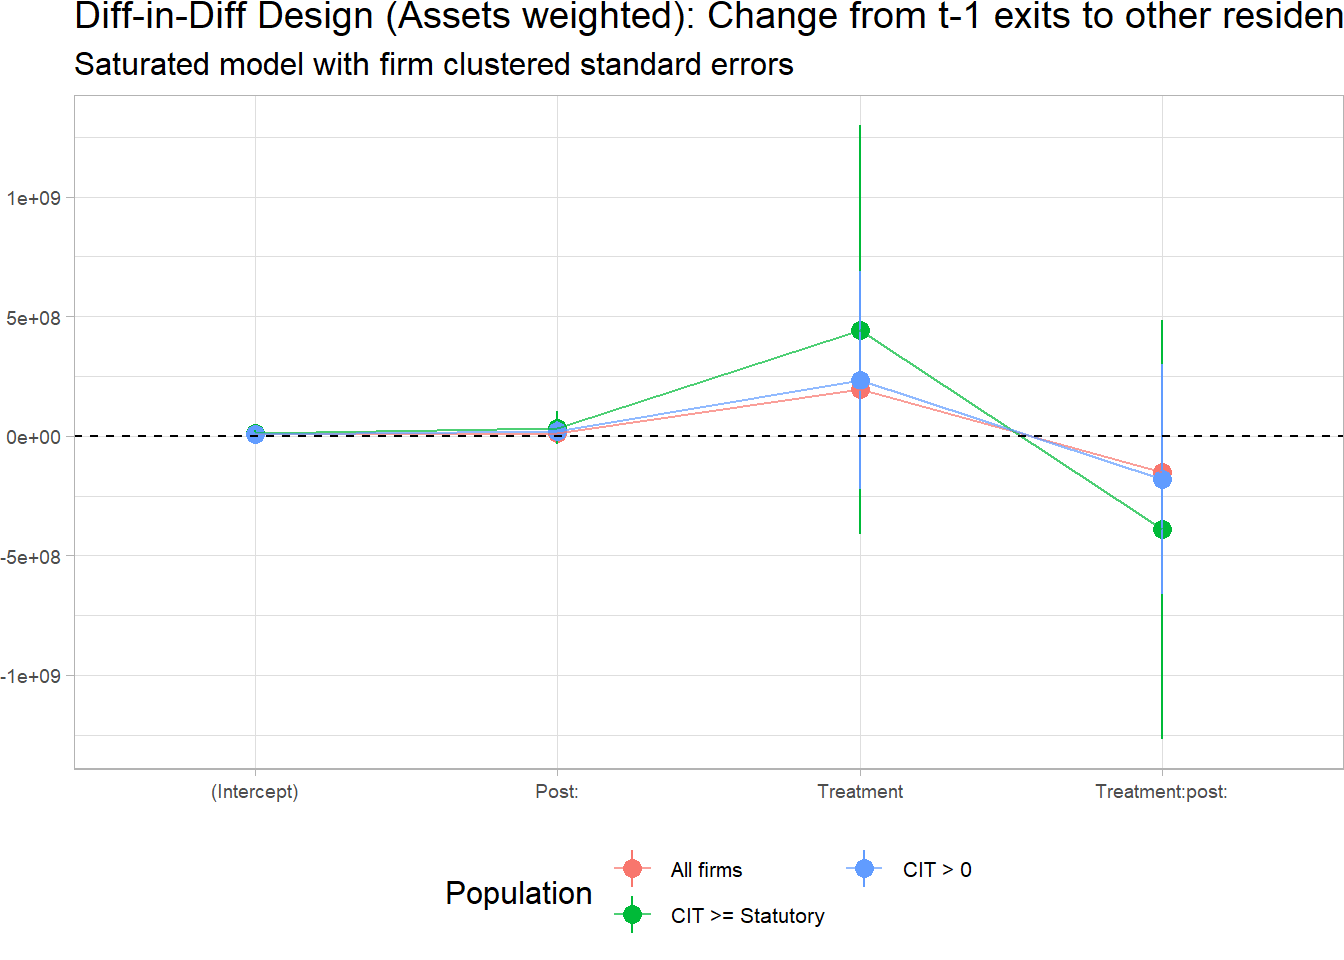 Diff-in-Diff Design (Assets weighted): Change from t-1 exits to other residen
Saturated model with firm clustered standard errors
1e+09
5e+08
0e+00
-5e+08
-1e+09
(Intercept)
Post:
Treatment
Treatment:post:
Population
All firms
CIT > 0
CIT >= Statutory